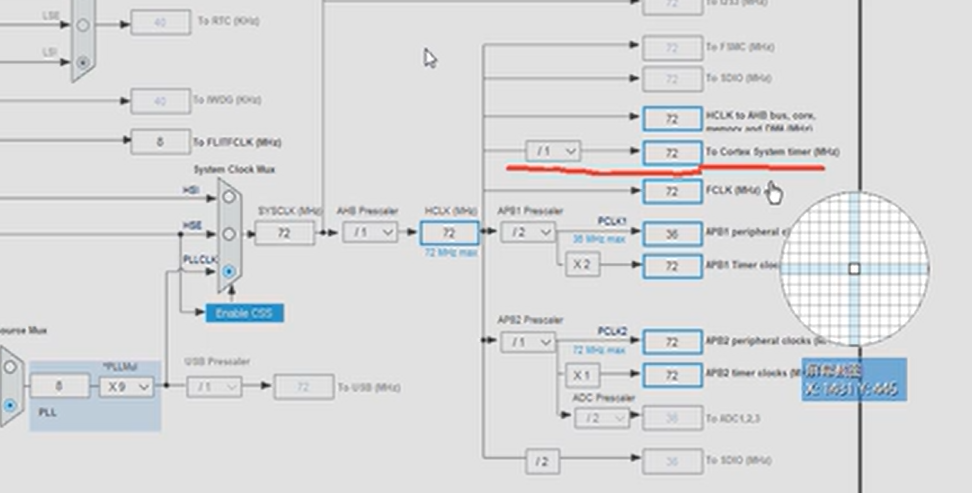 72 To I2S3 (MHz)
LSE
40 To RTC (KHz)
LSI
72 To FSMC (MHz)
72 To SDIO (MHz)
40 To IWDG (KHz)
72 HCLK to AHB bus, core,
memory and DMA (MHz)
8 To FLITFCLK (MHz)
/ 1 72 To Cortex System timer (MHz)
System Clock Mux
HSI
72 FCLK (MHz)
SYSCLK (MHz) AHB Prescaler HCLK (MHz) APB1 Prescaler
PCLK1
HSE
72 / 1 72 / 2 36 APB1 peripheral c
72 MHz max 36 MHz max
PLLCLK
X 2 72 APB1 Timer cloc
Enable CSS
APB2 Prescaler
ource Mux
PCLK2
/ 1 72 APB2 peripheral clocks
72 MHz max
*PLLMul USB Prescaler
X 1 72 APB2 timer clocks (M
8 X 9 / 1 72 To USB (MHz)
X: 1431 Y: 445
ADC Prescaler
PLL
/ 2 36 To ADC1,2,3
/ 2 36 To SDIO (MHz)